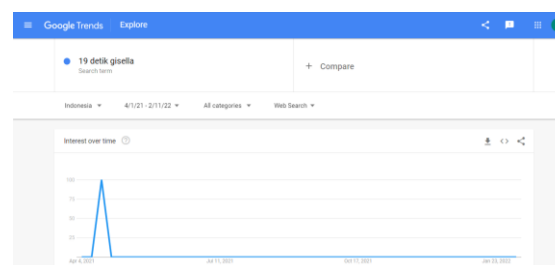 Google Trends Explore
19 detik gisella
Search term
+ Compare
Indonesia 4/1/21 - 2/11/22 All categories Web Search
Interest over time
100
75
50
25
Apr 4, 2021 Jul 11, 2021 Oct 17, 2021 Jan 23, 2022